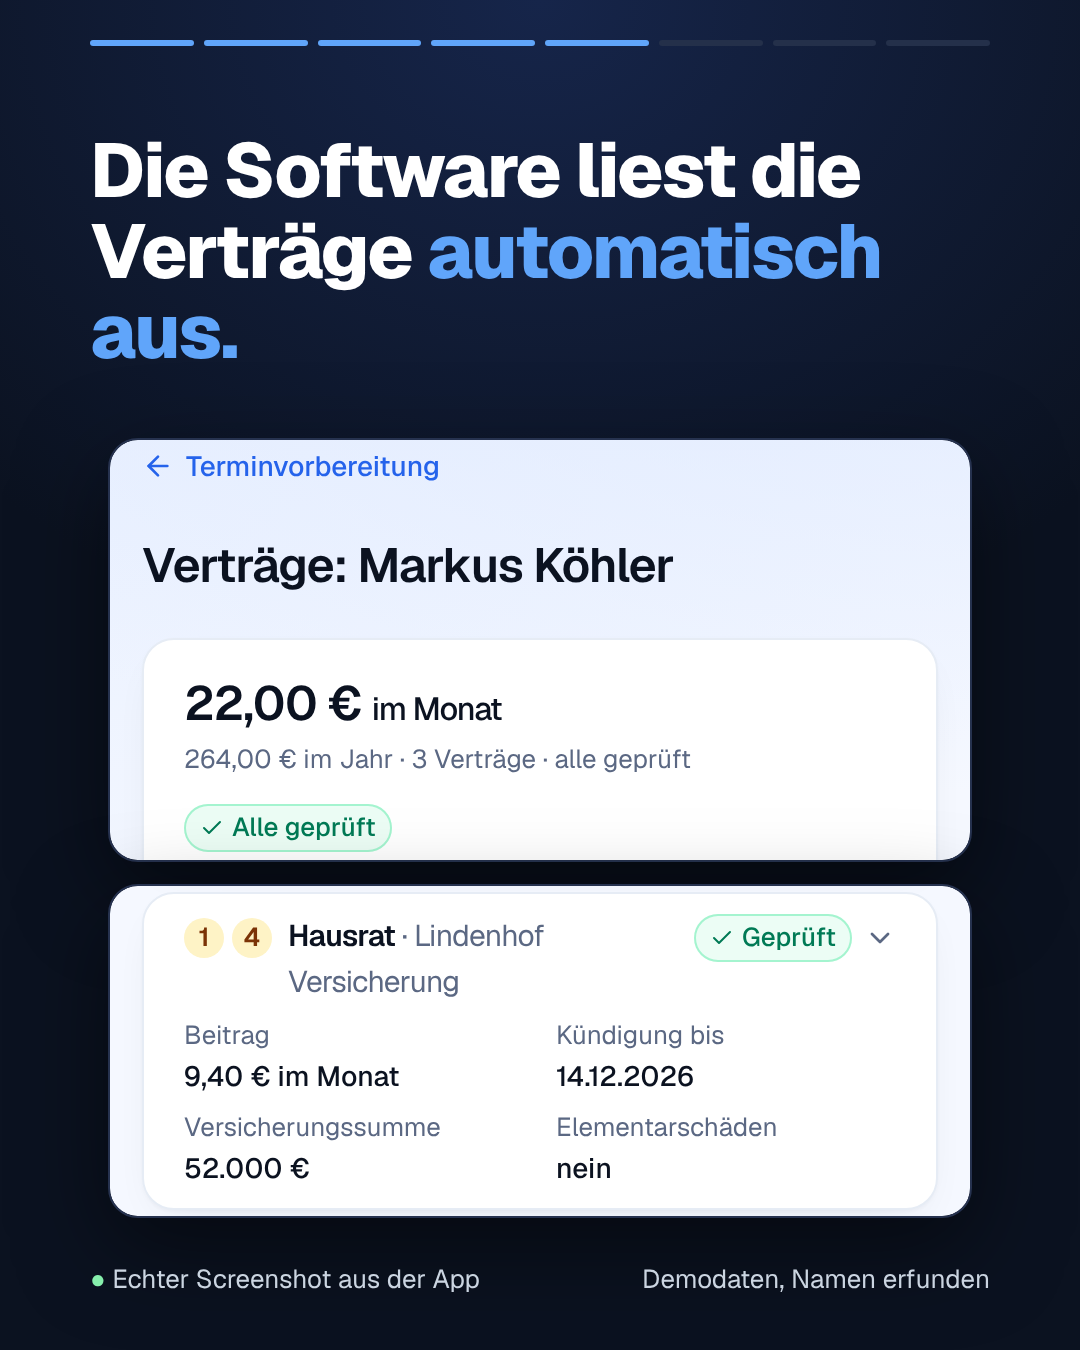 Die Software liest die
Verträge automatisch
aus.
Terminvorbereitung
Verträge: Markus Köhler
22,00 € im Monat
264,00 € im Jahr · 3 Verträge · alle geprüft
Alle geprüft
1 4 Hausrat · Lindenhof Geprüft
Versicherung
Beitrag Kündigung bis
9,40 € im Monat 14.12.2026
Versicherungssumme Elementarschäden
52.000 € nein
Echter Screenshot aus der App Demodaten, Namen erfunden